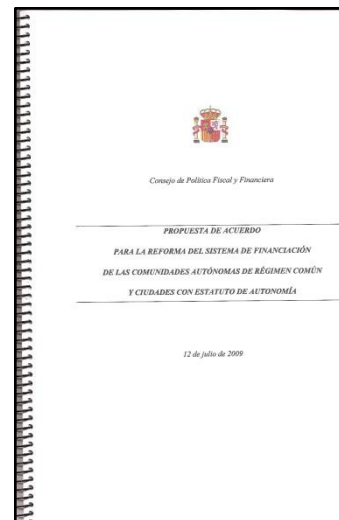 Consejo de Política Fiscal y Financiera
PROPUESTA DE ACUERDO
PARA LA REFORMA DEL SISTEMA DE FINANCIACIÓN
DE LAS COMUNIDADES AUTÓNOMAS DE RÉGIMEN COMÚN
Y CIUDADES CON ESTATUTO DE AUTONOMÍA
12 de julio de 2009